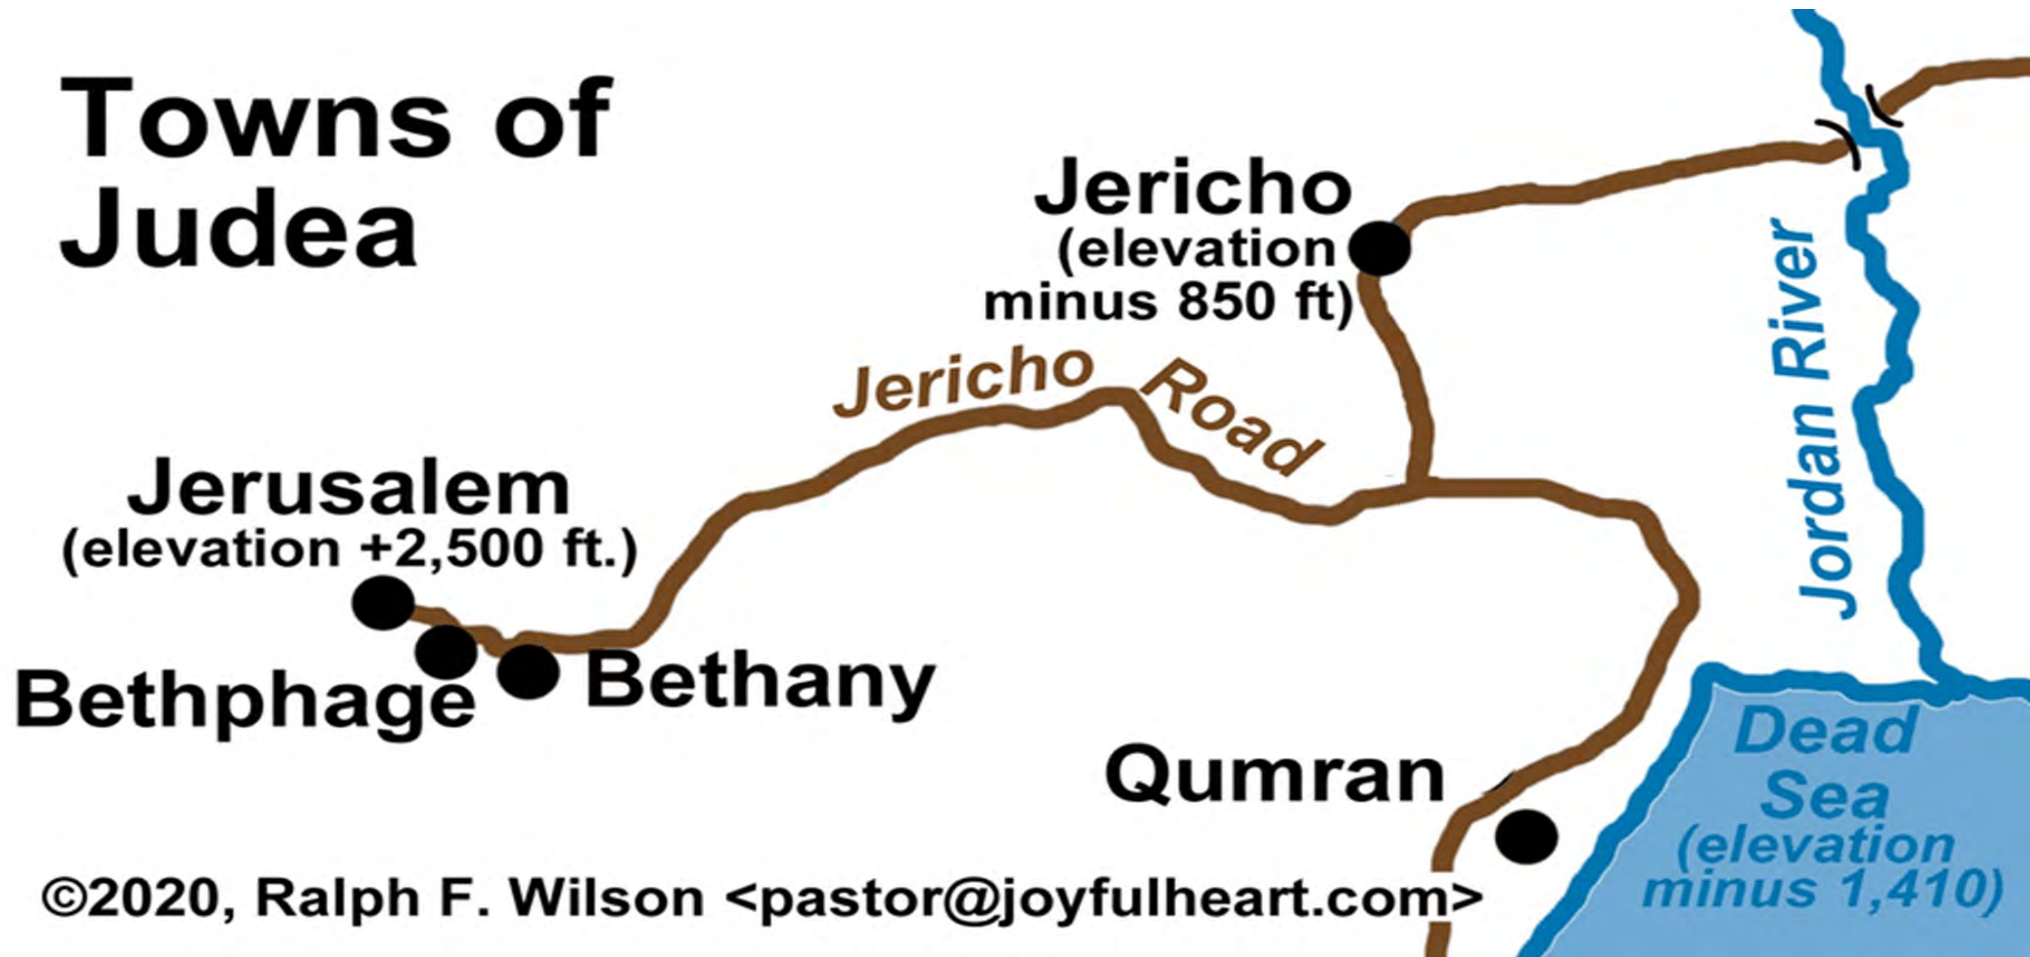 Towns of
Judea
Jericho
(elevation
minus 850 ft)
Jericho Road
Jordan River
Jerusalem
(elevation +2,500 ft.)
Bethphage
Bethany
Qumran
Dead
Sea
(elevation
minus 1,410)
©2020, Ralph F. Wilson <pastor@joyfulheart.com>